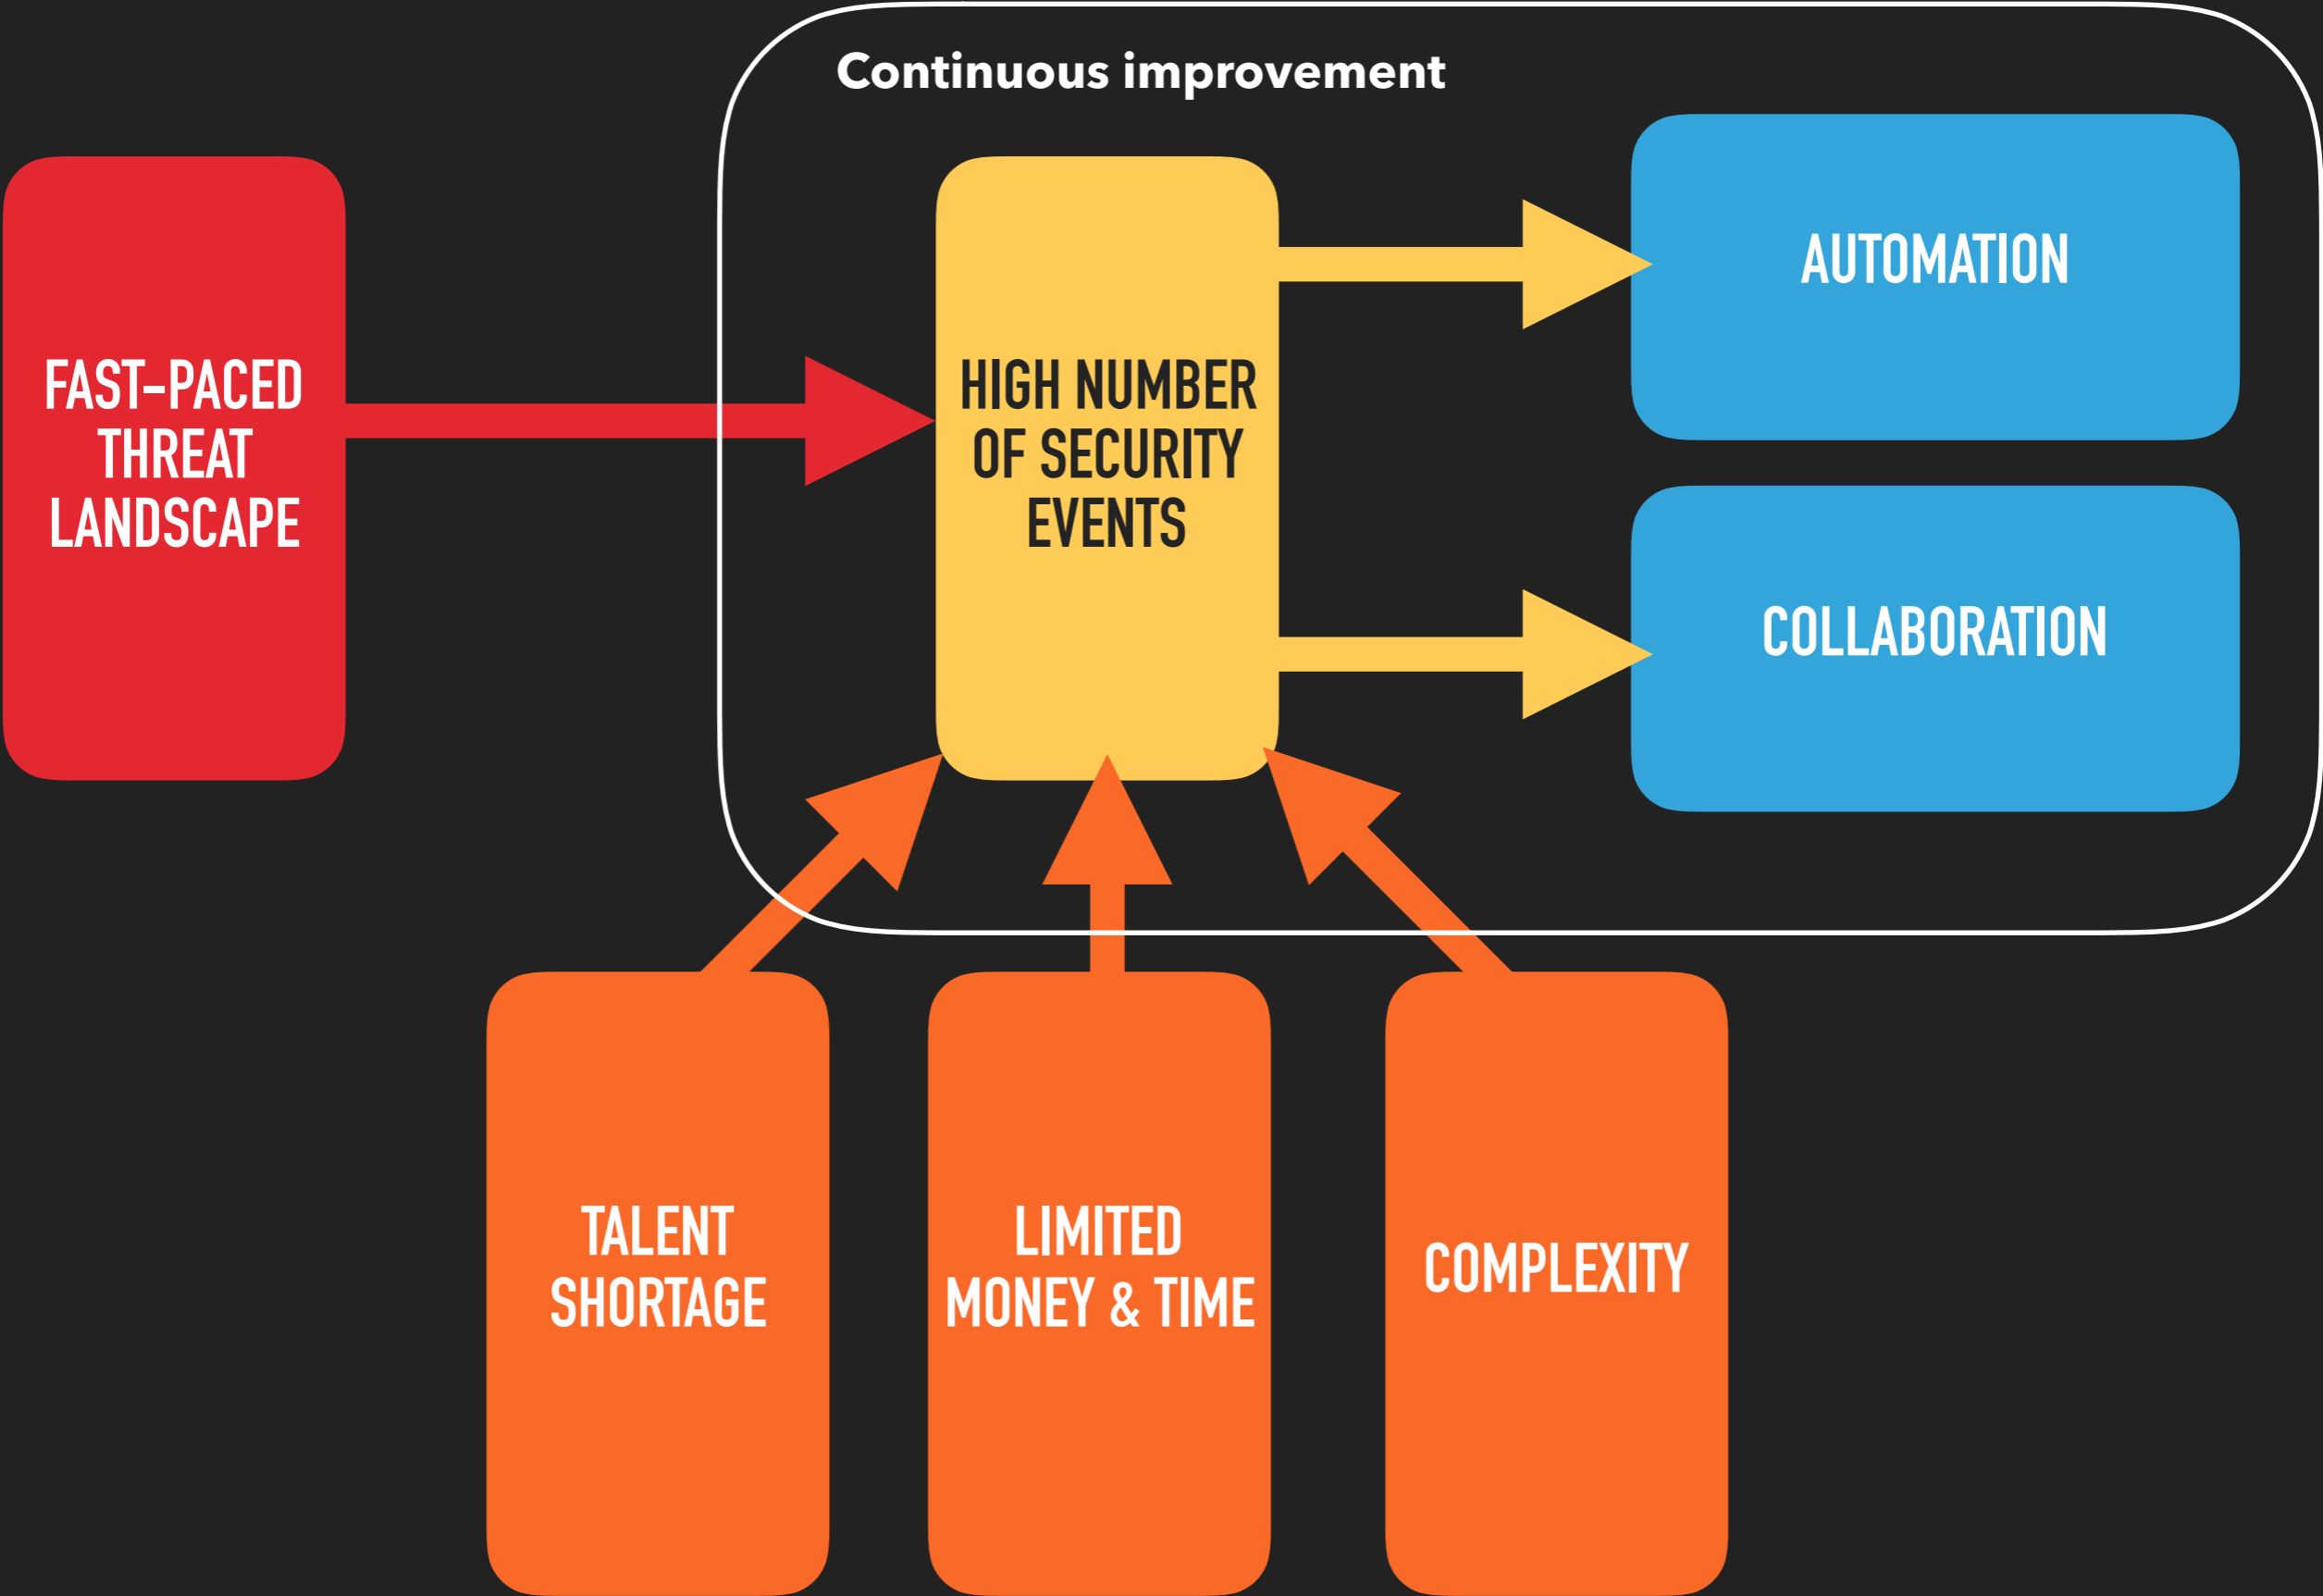 Continuous improvement
FAST-PACED
THREAT
LANDSCAPE
HIGH NUMBER
OF SECURITY
EVENTS
AUTOMATION
COLLABORATION
TALENT
SHORTAGE
LIMITED
MONEY & TIME
COMPLEXITY